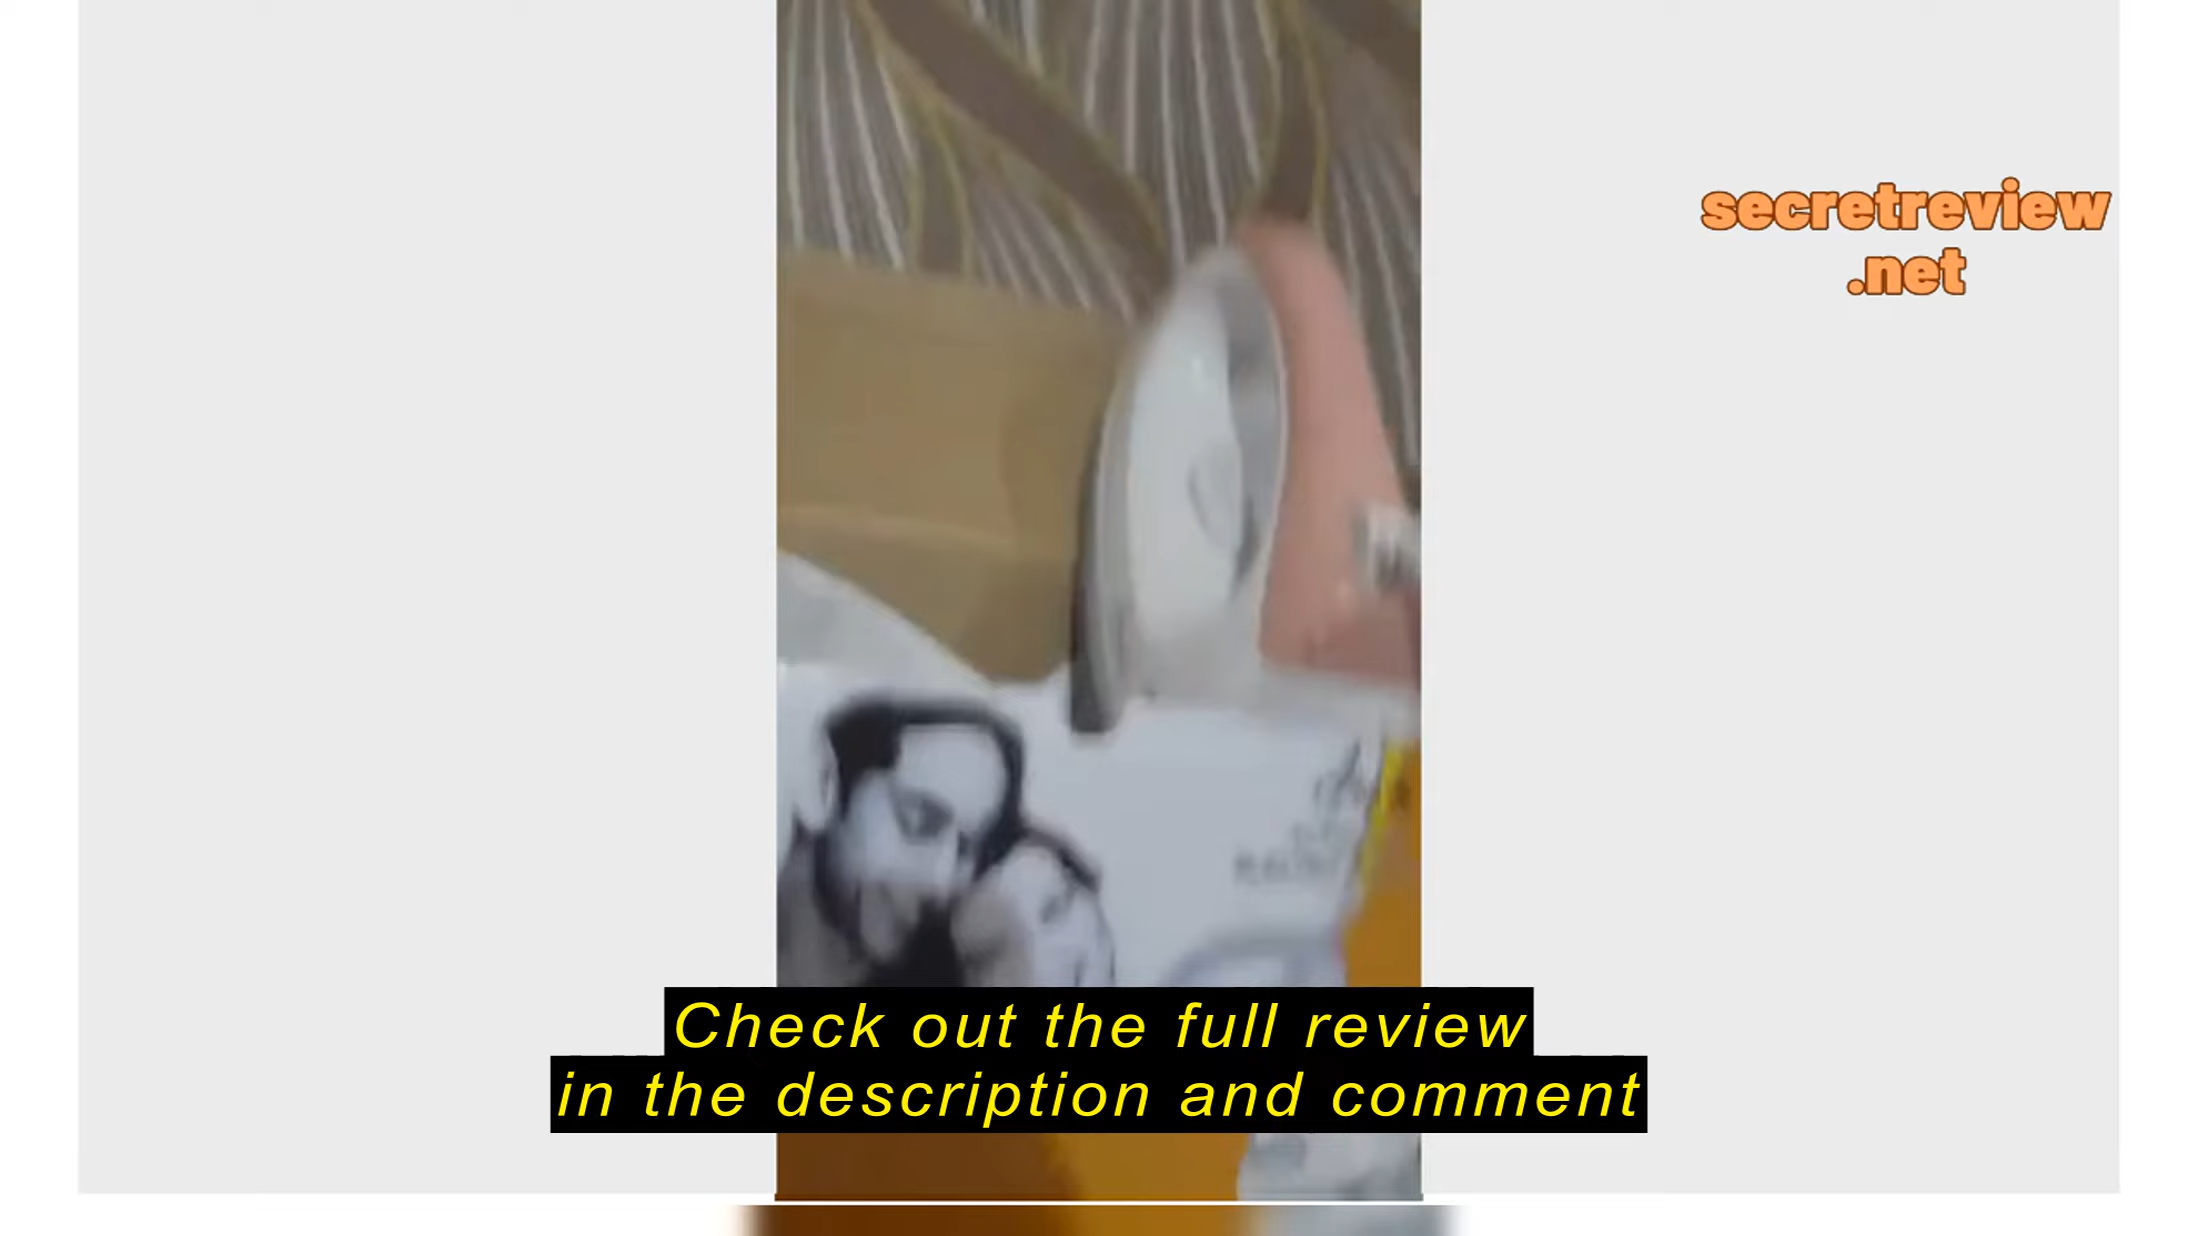 secretreview
.net
Check out the full review
in the description and comment